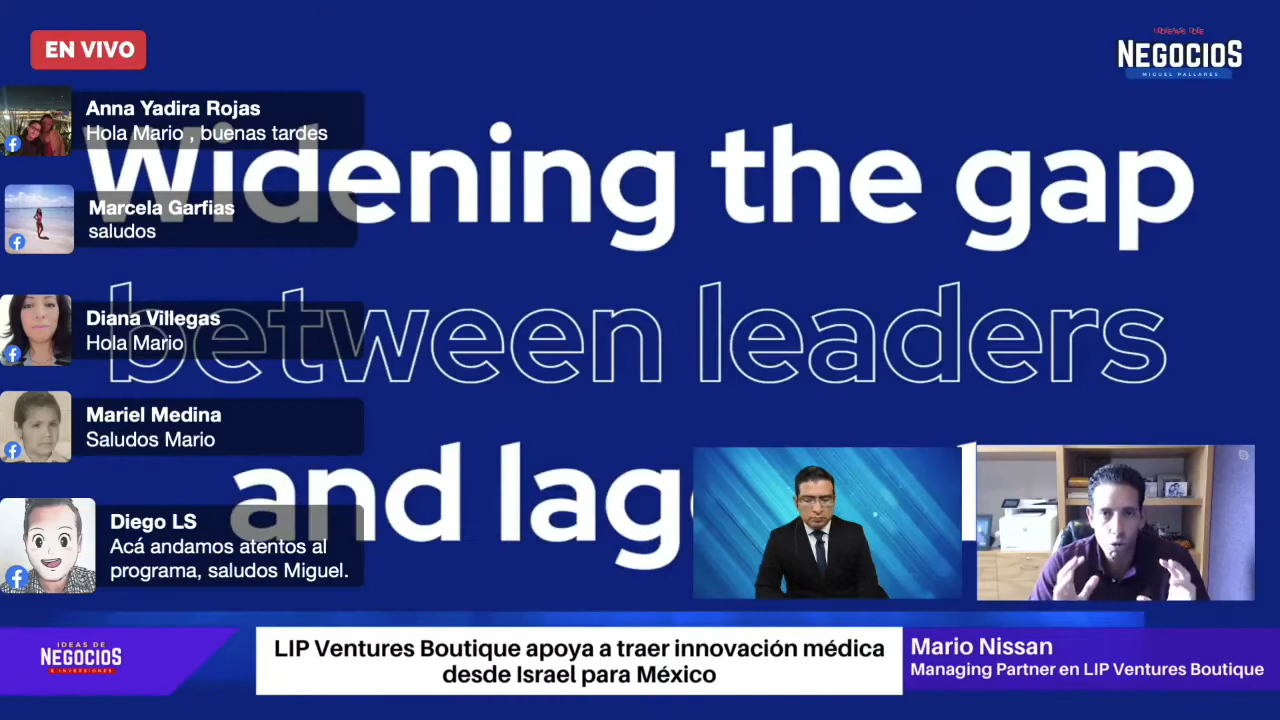 EN VIVO
IDEAS DE
NEGOCIOS
MIGUEL PALLARES
Anna Yadira Rojas
Hola Mario , buenas tardes
Marcela Garfias
saludos
Diana Villegas
Hola Mario
Mariel Medina
Saludos Mario
Diego LS
Acá andamos atentos al
programa, saludos Miguel.
Widening the gap
between leaders
and lag
IDEAS DE
NEGOCIOS
E INVERSIONES
LIP Ventures Boutique apoya a traer innovación médica
desde Israel para México
Mario Nissan
Managing Partner en LIP Ventures Boutique